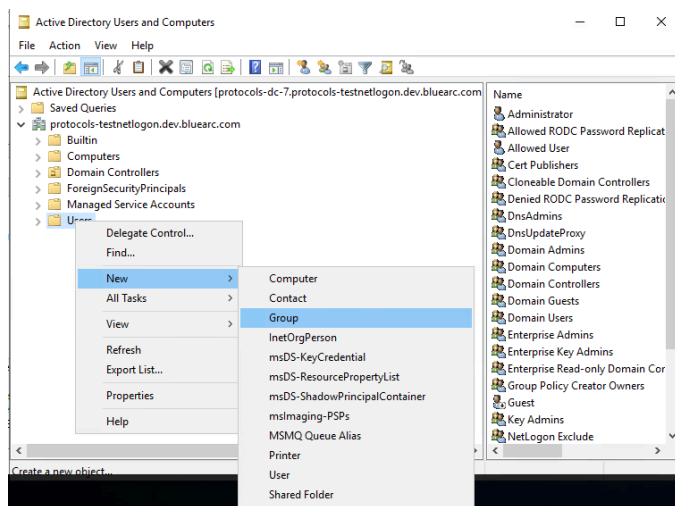 Active Directory Users and Computers
File Action View Help
Active Directory Users and Computers [protocols-dc-7.protocols-testnetlogon.dev.bluearc.com
Saved Queries
protocols-testnetlogon.dev.bluearc.com
Builtin
Computers
Domain Controllers
ForeignSecurityPrincipals
Managed Service Accounts
Users
Delegate Control...
Find...
New
All Tasks
View
Refresh
Export List...
Properties
Help
Computer
Contact
Group
InetOrgPerson
msDS-KeyCredential
msDS-ResourcePropertyList
msDS-ShadowPrincipalContainer
msImaging-PSPs
MSMQ Queue Alias
Printer
User
Shared Folder
Name
Administrator
Allowed RODC Password Replicat
Allowed User
Cert Publishers
Cloneable Domain Controllers
Denied RODC Password Replicatic
DnsAdmins
DnsUpdateProxy
Domain Admins
Domain Computers
Domain Controllers
Domain Guests
Domain Users
Enterprise Admins
Enterprise Key Admins
Enterprise Read-only Domain Cor
Group Policy Creator Owners
Guest
Key Admins
NetLogon Exclude
Create a new object...